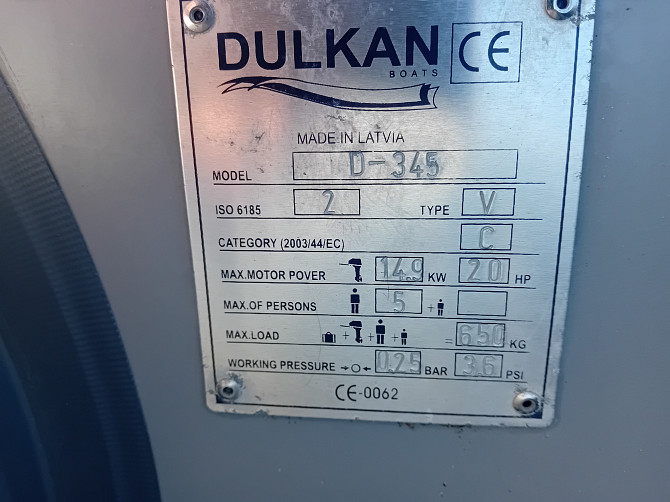 DULKAN CE
BOATS
MADE IN LATVIA
MODEL D-345
ISO 6185 2 TYPE V
CATEGORY (2003/44/EC) C
MAX.MOTOR POVER 14,9 KW 20 HP
MAX.OF PERSONS 5 +
MAX.LOAD + + + = 650 KG
WORKING PRESSURE 0,25 BAR 3,6 PSI
CE-0062